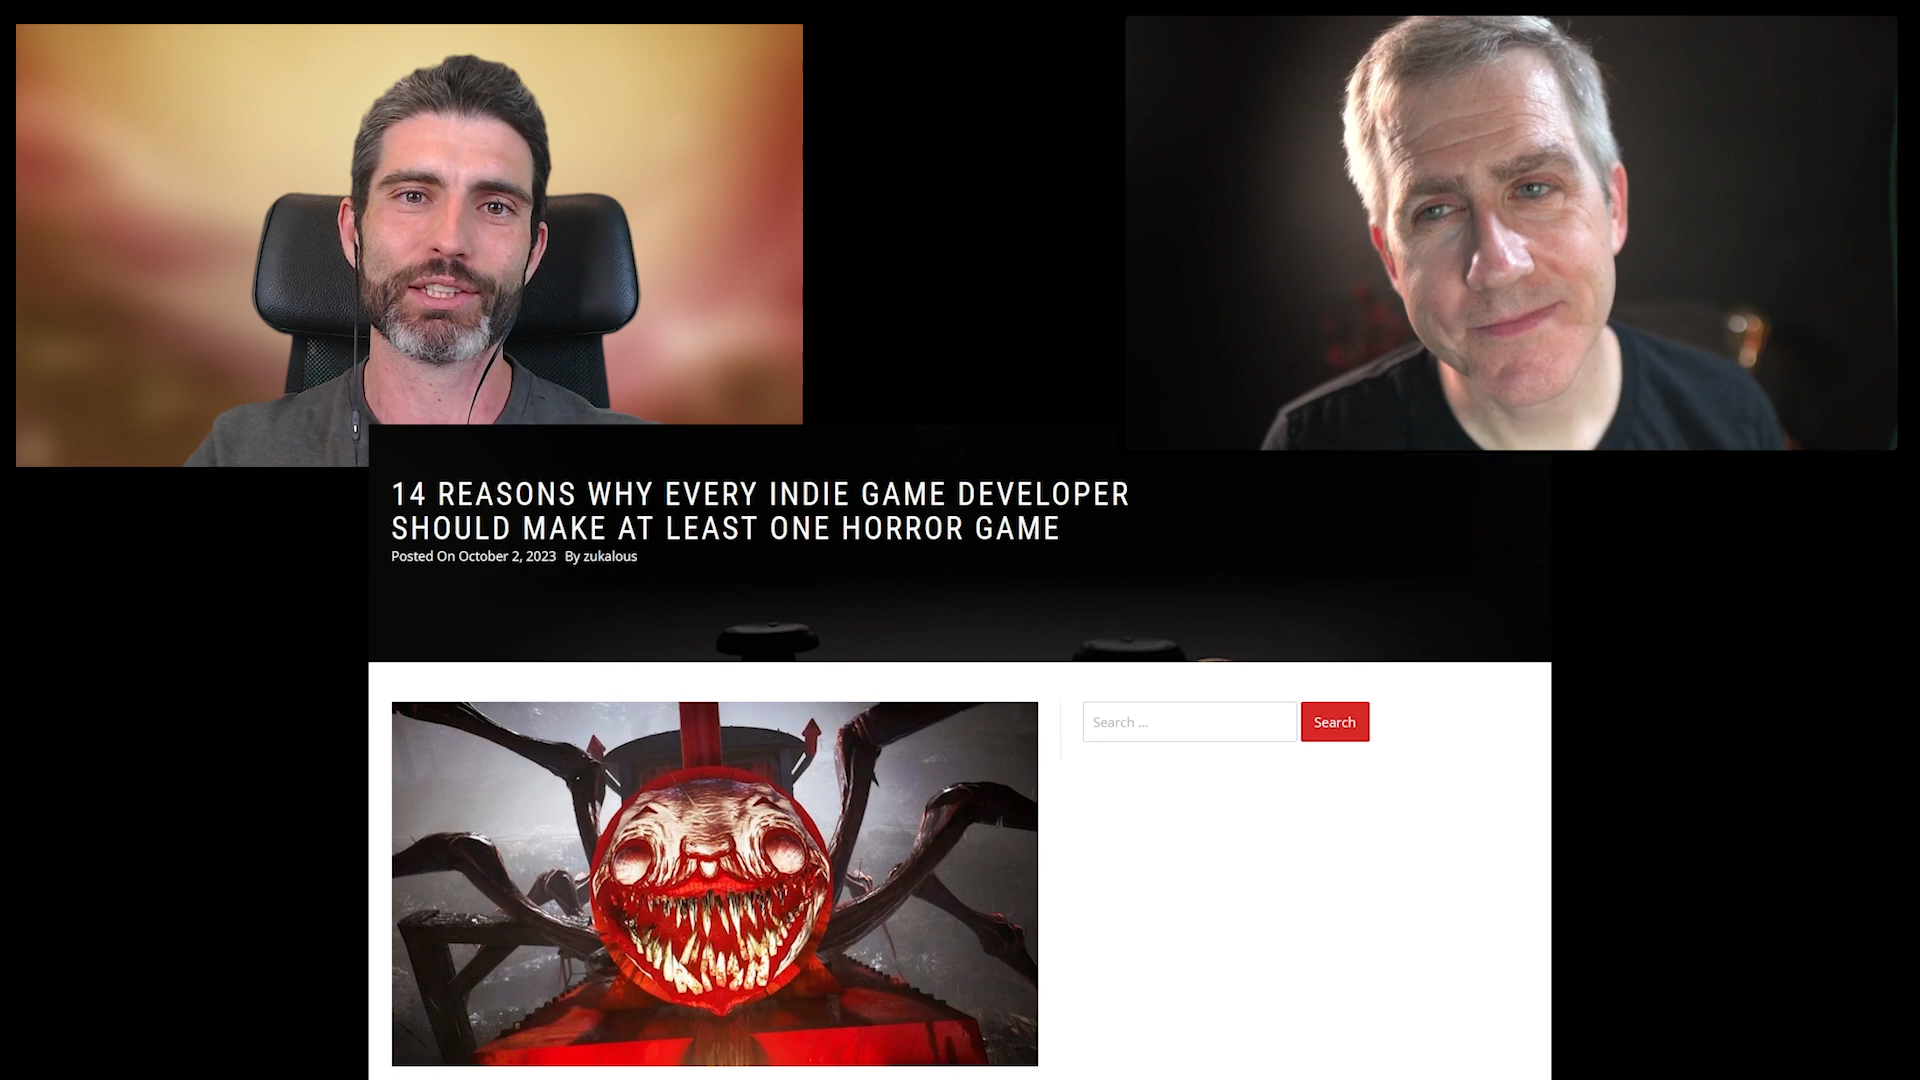 14 REASONS WHY EVERY INDIE GAME DEVELOPER
SHOULD MAKE AT LEAST ONE HORROR GAME
Posted On October 2, 2023 By zukalous
Search ...
Search